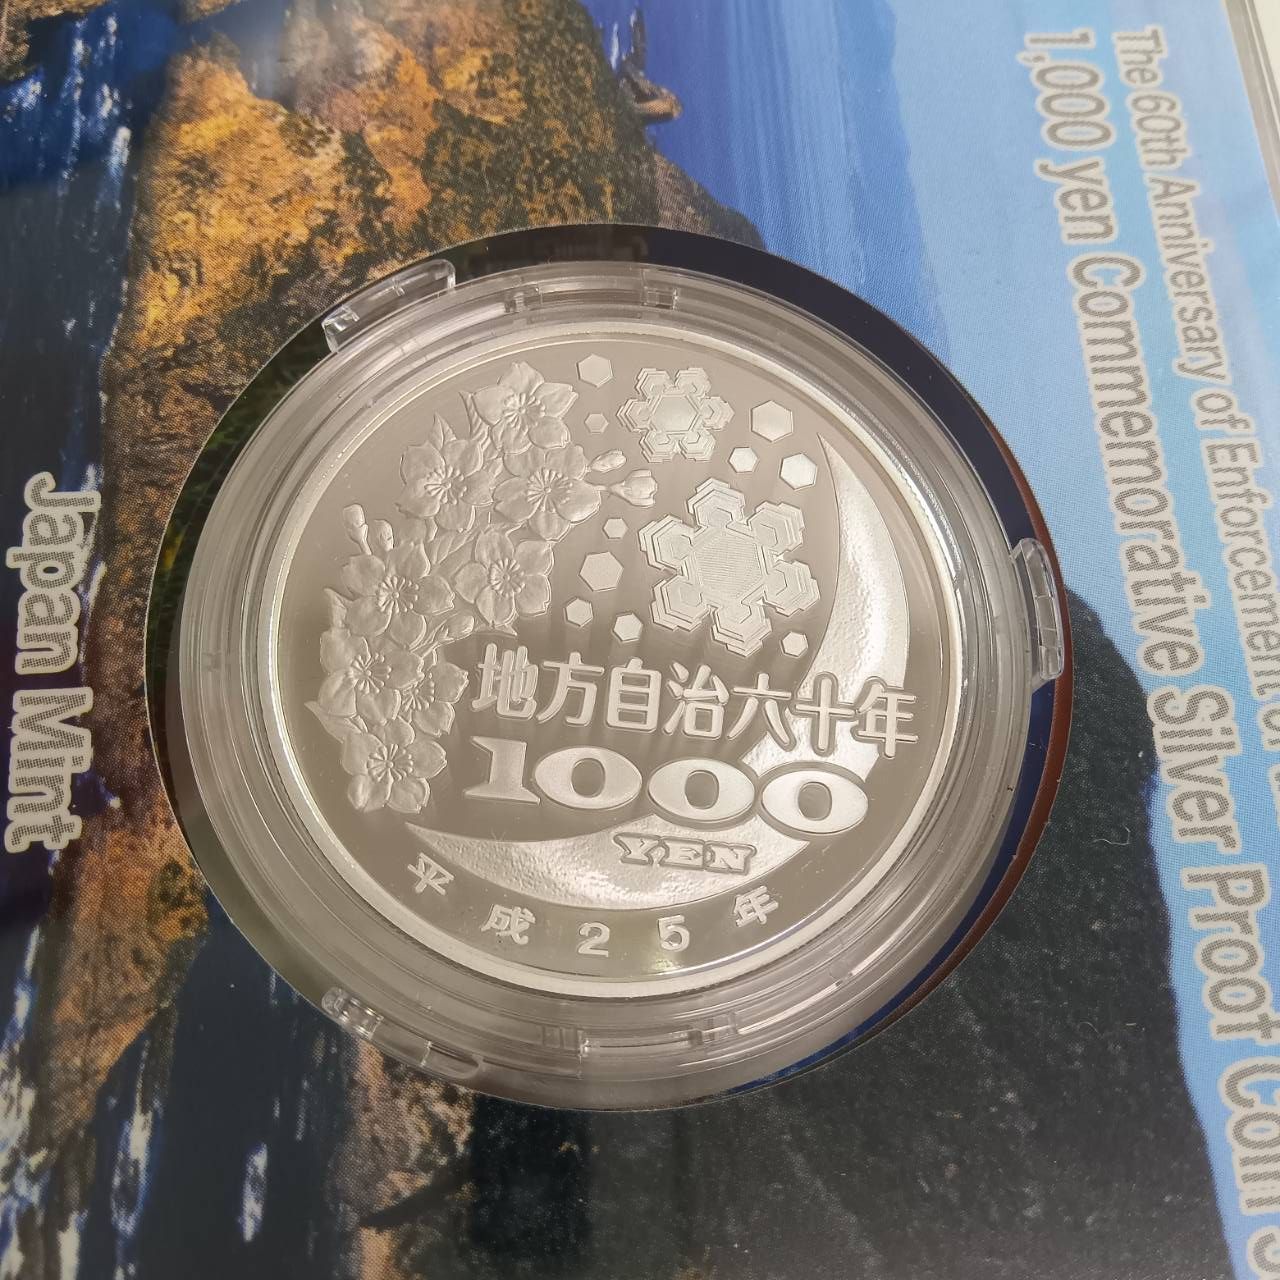 The 60th Anniversary of Enforcement of
1,000 yen Commemorative Silver Proof Coin S
地方自治六十年
1000
YEN
平成25年
Japan Mint